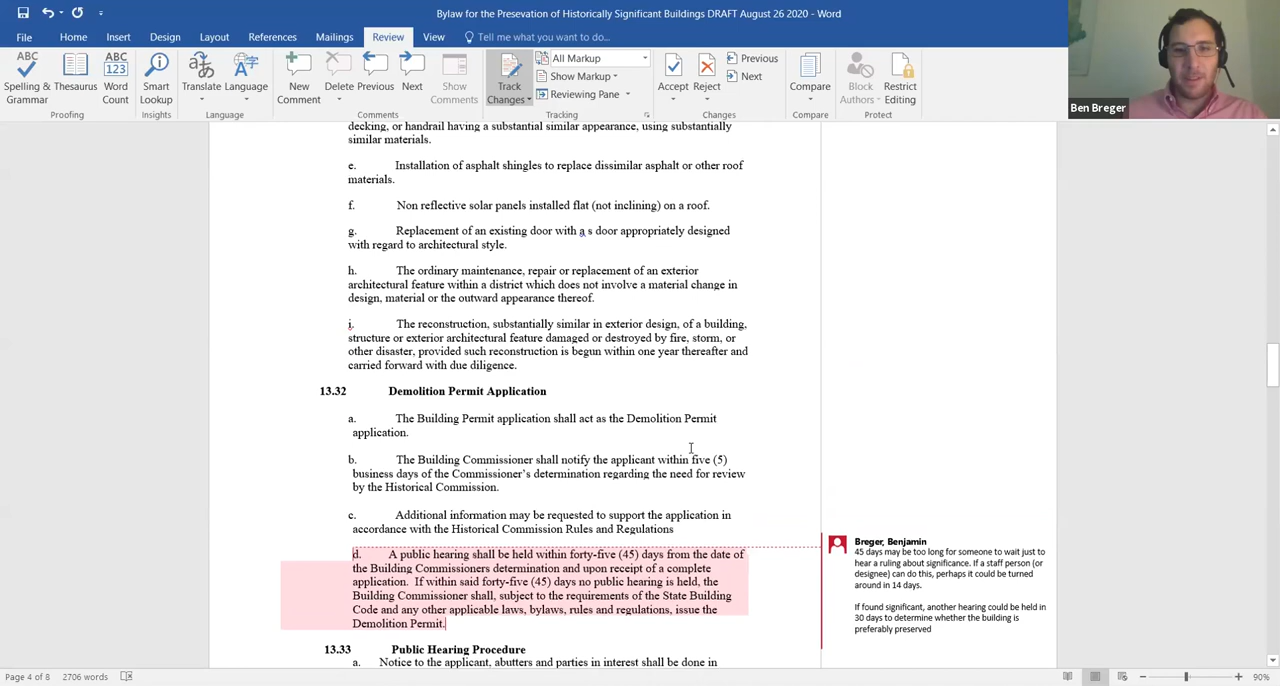 Bylaw for the Presevation of Historically Significant Buildings DRAFT August 26 2020 - Word
File Home Insert Design Layout References Mailings Review View Tell me what you want to do...
ABC
Spelling & Grammar
Thesaurus
ABC
123
Word Count
Proofing
Smart Lookup
Insights
Translate
Language
Language
New Comment
Delete
Previous
Next
Show Comments
Comments
Track Changes
All Markup
Show Markup
Reviewing Pane
Tracking
Accept
Reject
Previous
Next
Changes
Compare
Compare
Block Authors
Restrict Editing
Protect
Ben Breger
decking, or handrail having a substantial similar appearance, using substantially
similar materials.
e. Installation of asphalt shingles to replace dissimilar asphalt or other roof
materials.
f. Non reflective solar panels installed flat (not inclining) on a roof.
g. Replacement of an existing door with a s door appropriately designed
with regard to architectural style.
h. The ordinary maintenance, repair or replacement of an exterior
architectural feature within a district which does not involve a material change in
design, material or the outward appearance thereof.
i. The reconstruction, substantially similar in exterior design, of a building,
structure or exterior architectural feature damaged or destroyed by fire, storm, or
other disaster, provided such reconstruction is begun within one year thereafter and
carried forward with due diligence.
13.32 Demolition Permit Application
a. The Building Permit application shall act as the Demolition Permit
application.
b. The Building Commissioner shall notify the applicant within five (5)
business days of the Commissioner's determination regarding the need for review
by the Historical Commission.
c. Additional information may be requested to support the application in
accordance with the Historical Commission Rules and Regulations
d. A public hearing shall be held within forty-five (45) days from the date of
the Building Commissioners determination and upon receipt of a complete
application. If within said forty-five (45) days no public hearing is held, the
Building Commissioner shall, subject to the requirements of the State Building
Code and any other applicable laws, bylaws, rules and regulations, issue the
Demolition Permit.
13.33 Public Hearing Procedure
a. Notice to the applicant, abutters and parties in interest shall be done in
Breger, Benjamin
45 days may be too long for someone to wait just to
hear a ruling about significance. If a staff person (or
designee) can do this, perhaps it could be turned
around in 14 days.
If found significant, another hearing could be held in
30 days to determine whether the building is
preferably preserved
Page 4 of 8 2706 words
90%